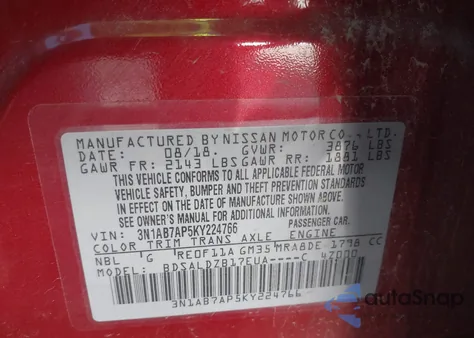 MANUFACTURED BY NISSAN MOTOR CO., LTD.
DATE: 08/18. GVWR: 3876 LBS
GAWR FR: 2143 LBS GAWR RR: 1881 LBS
THIS VEHICLE CONFORMS TO ALL APPLICABLE FEDERAL MOTOR
VEHICLE SAFETY, BUMPER AND THEFT PREVENTION STANDARDS
IN EFFECT ON THE DATE OF MANUFACTURE SHOWN ABOVE.
SEE OWNER'S MANUAL FOR ADDITIONAL INFORMATION.
VIN: 3N1AB7AP5KY224766 PASSENGER CAR.
COLOR TRIM TRANS AXLE ENGINE
NBL G RE0F11A GM35 MRA8DE 1798 CC
MODEL: BDSALDZB17EUA----C 42000
3N1AB7AP5KY224766
autoSnap